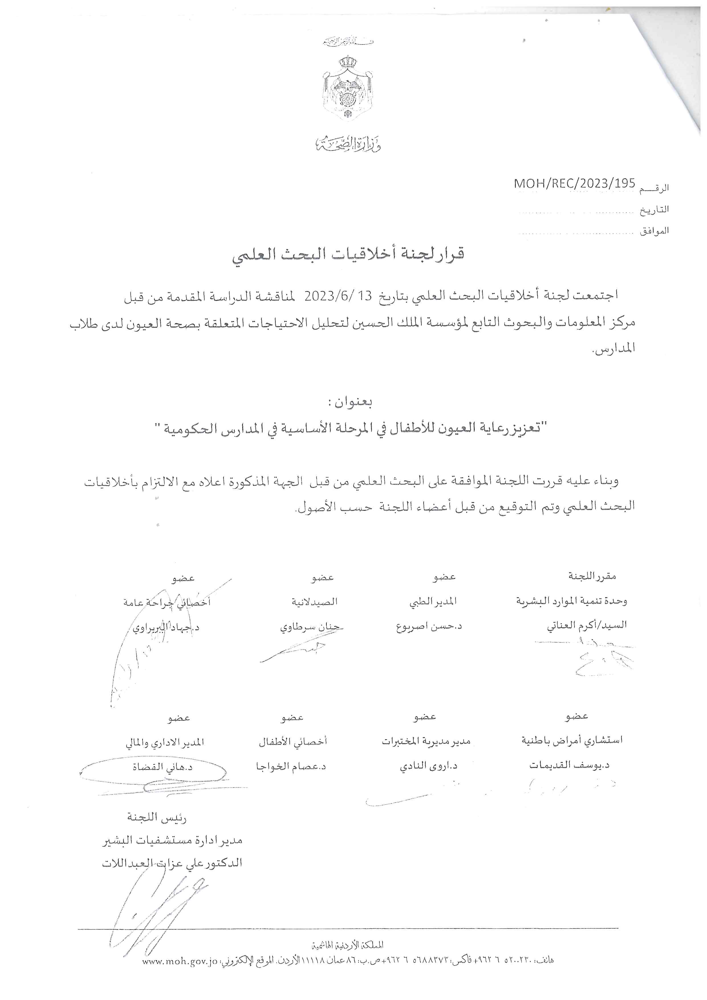 بسم الله الرحمن الرحيم
وزارة الصحة
الرقــم MOH/REC/2023/195
التاريخ
الموافق
قرار لجنة أخلاقيات البحث العلمي
اجتمعت لجنة أخلاقيات البحث العلمي بتاريخ 13 /2023/6 لمناقشة الدراسة المقدمة من قبل
مركز المعلومات والبحوث التابع لمؤسسة الملك الحسين لتحليل الاحتياجات المتعلقة بصحة العيون لدى طلاب
المدارس.
بعنوان :
"تعزيز رعاية العيون للأطفال في المرحلة الأساسية في المدارس الحكومية "
وبناء عليه قررت اللجنة الموافقة على البحث العلمي من قبل الجهة المذكورة اعلاه مع الالتزام بأخلاقيات
البحث العلمي وتم التوقيع من قبل أعضاء اللجنة حسب الأصول.
مقرر اللجنة عضو عضو عضو
وحدة تنمية الموارد البشرية المدير الطبي الصيدلانية أخصائي جراحة عامة
السيد/أكرم العناتي د.حسن اصربوع حنان سرطاوي د.جهاد البربراوي
عضو عضو عضو عضو
استشاري أمراض باطنية مدير مديرية المختبرات أخصائي الأطفال المدير الاداري والمالي
د.يوسف القديمات د.اروى النادي د.عصام الخواجا د.هاني القضاة
رئيس اللجنة
مدير ادارة مستشفيات البشير
الدكتور علي عزات العبداللات
المملكة الأردنية الهاشمية
هاتف: ٥٢٠٠٢٣٠ ٦ ٩٦٢+ فاكس: ٥٦٨٨٣٧٣ ٦ ٩٦٢+ ص.ب: ٨٦ عمان ١١١١٨ الأردن. الموقع الإلكتروني: www.moh.gov.jo